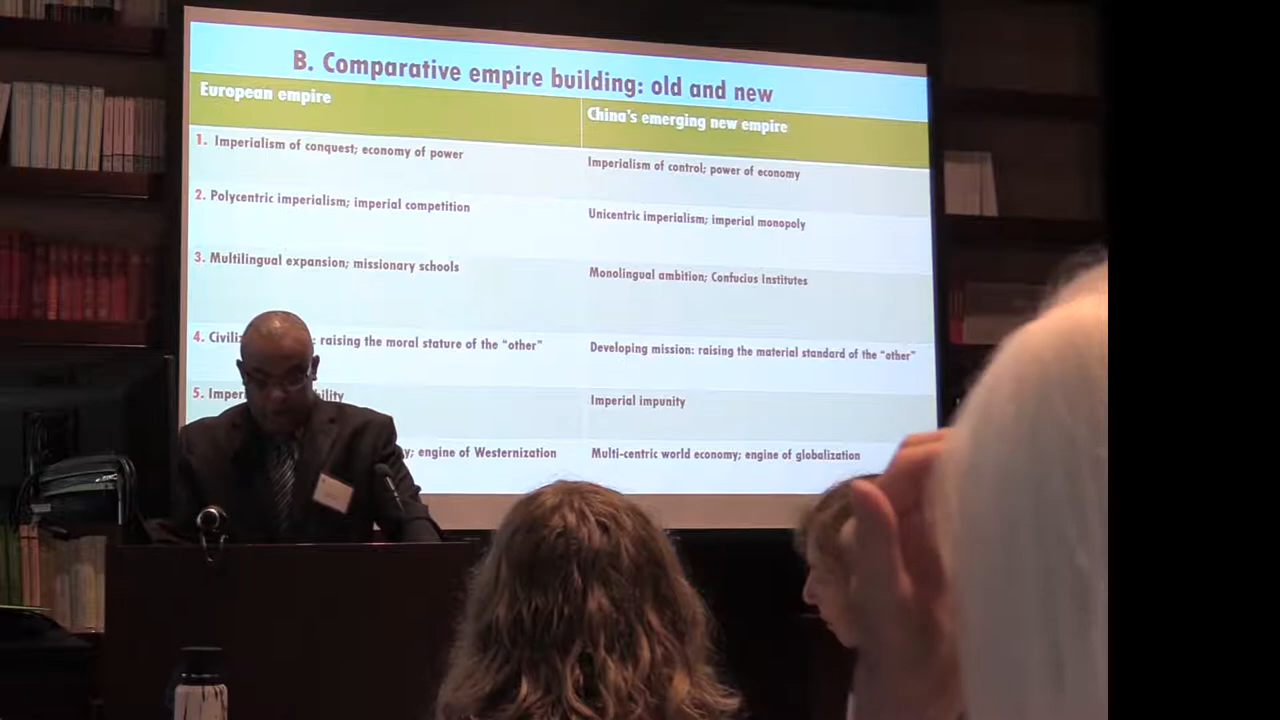 B. Comparative empire building: old and new
European empire
China's emerging new empire
1. Imperialism of conquest; economy of power
Imperialism of control; power of economy
2. Polycentric imperialism; imperial competition
Unicentric imperialism; imperial monopoly
3. Multilingual expansion; missionary schools
Monolingual ambition; Confucius Institutes
4. : raising the moral stature of the "other"
Developing mission: raising the material standard of the "other"
5.
Imperial impunity
engine of Westernization
Multi-centric world economy; engine of globalization